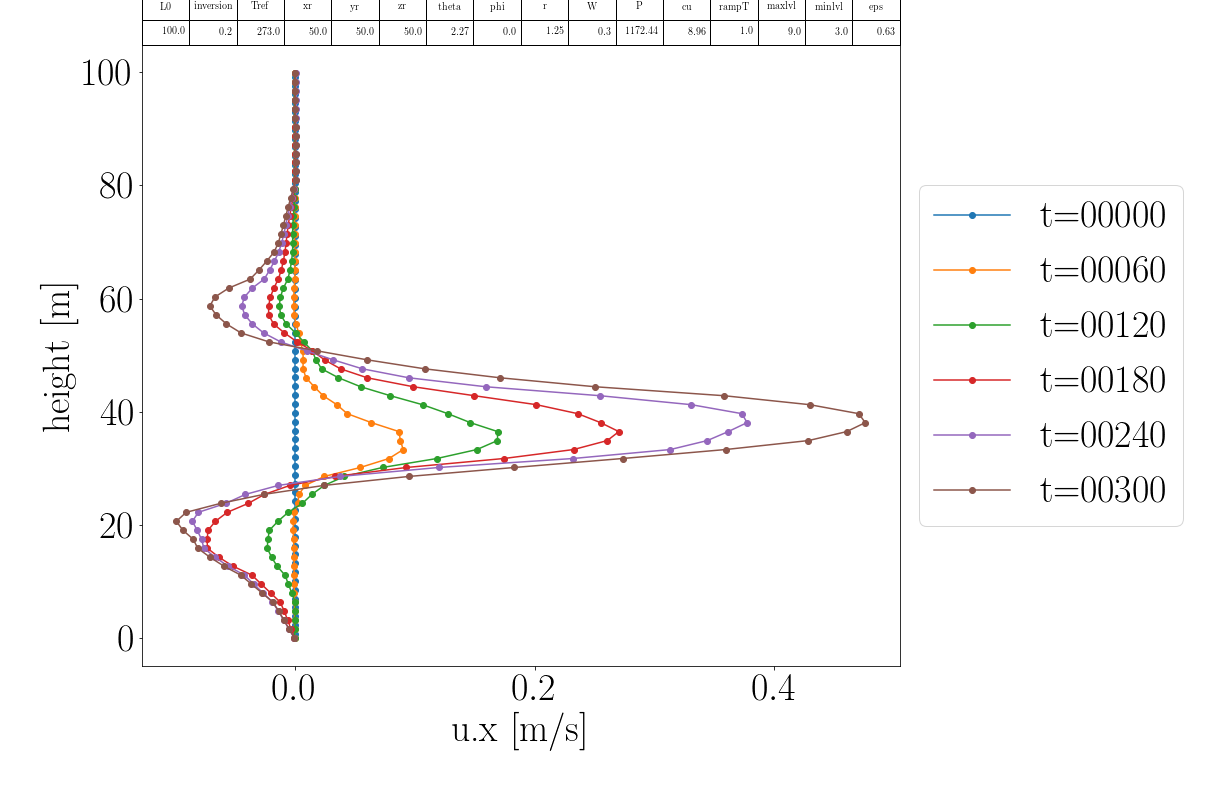 L0 inversion Tref xr yr zr theta phi r W P cu rampT maxlvl minlvl eps
100.0 0.2 273.0 50.0 50.0 50.0 2.27 0.0 1.25 0.3 1172.44 8.96 1.0 9.0 3.0 0.63
100
80
60
40
20
0
height [m]
0.0 0.2 0.4
u.x [m/s]
t=00000
t=00060
t=00120
t=00180
t=00240
t=00300